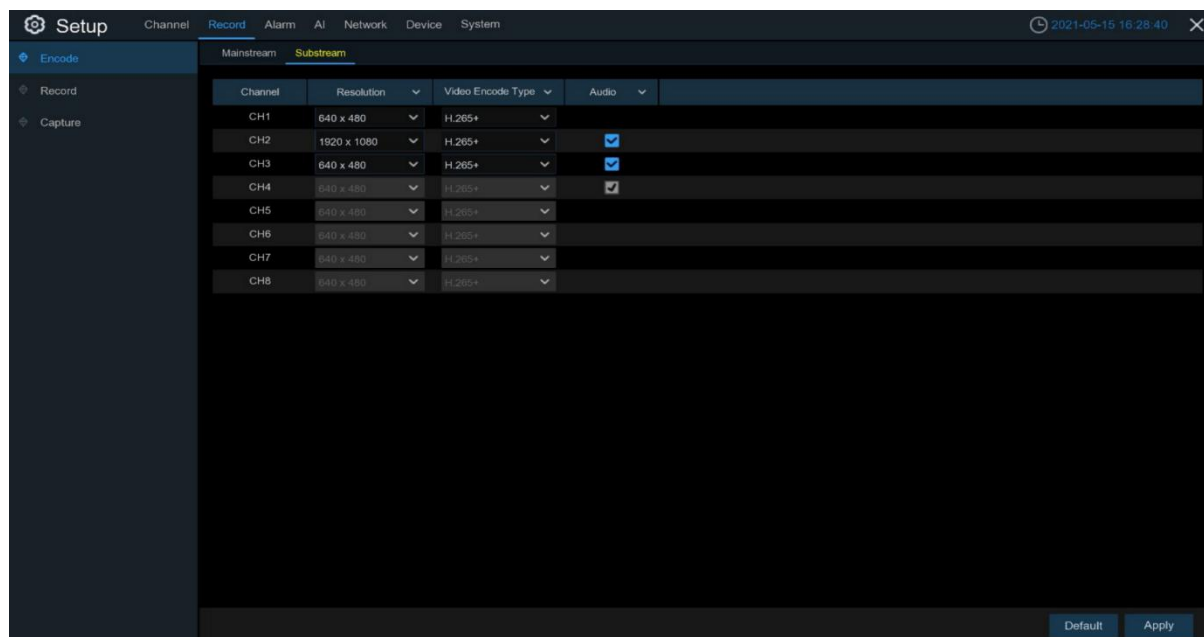 Setup Channel Record Alarm AI Network Device System 2021-05-15 16:28:40
Encode Mainstream Substream
Record
Capture
Channel Resolution Video Encode Type Audio
CH1 640 x 480 H.265+
CH2 1920 x 1080 H.265+
CH3 640 x 480 H.265+
CH4 640 x 480 H.265+
CH5 640 x 480 H.265+
CH6 640 x 480 H.265+
CH7 640 x 480 H.265+
CH8 640 x 480 H.265+
Default Apply